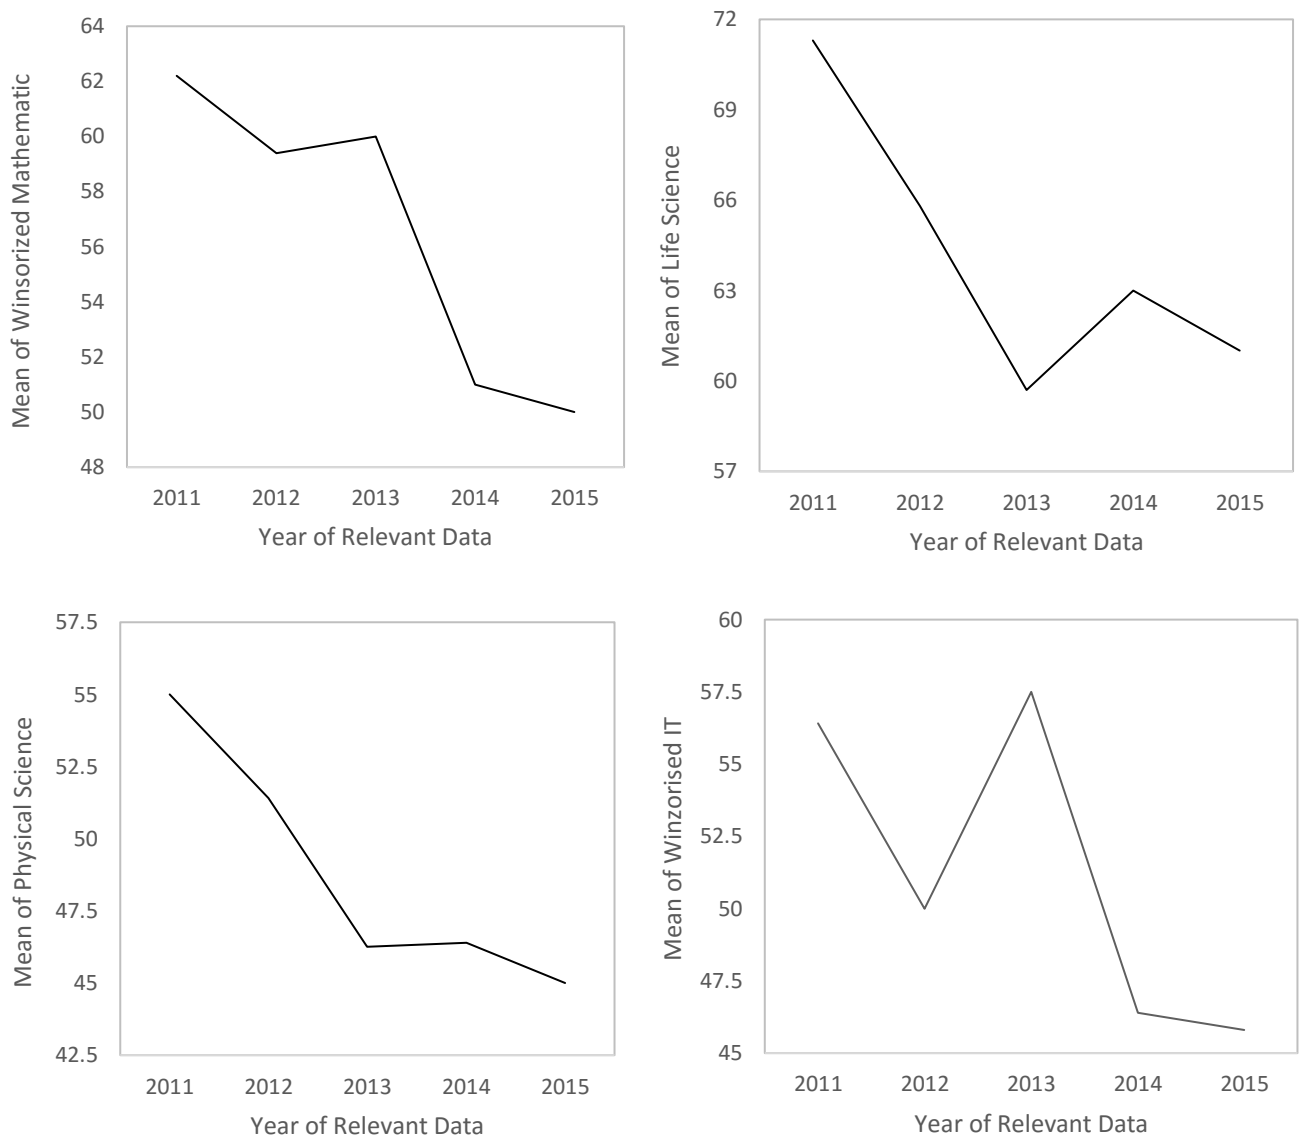 Mean of Winsorized Mathematic
64
62
60
58
56
54
52
50
48
2011 2012 2013 2014 2015
Year of Relevant Data
Mean of Life Science
72
69
66
63
60
57
2011 2012 2013 2014 2015
Year of Relevant Data
Mean of Physical Science
57.5
55
52.5
50
47.5
45
42.5
2011 2012 2013 2014 2015
Year of Relevant Data
Mean of Winzorised IT
60
57.5
55
52.5
50
47.5
45
2011 2012 2013 2014 2015
Year of Relevant Data